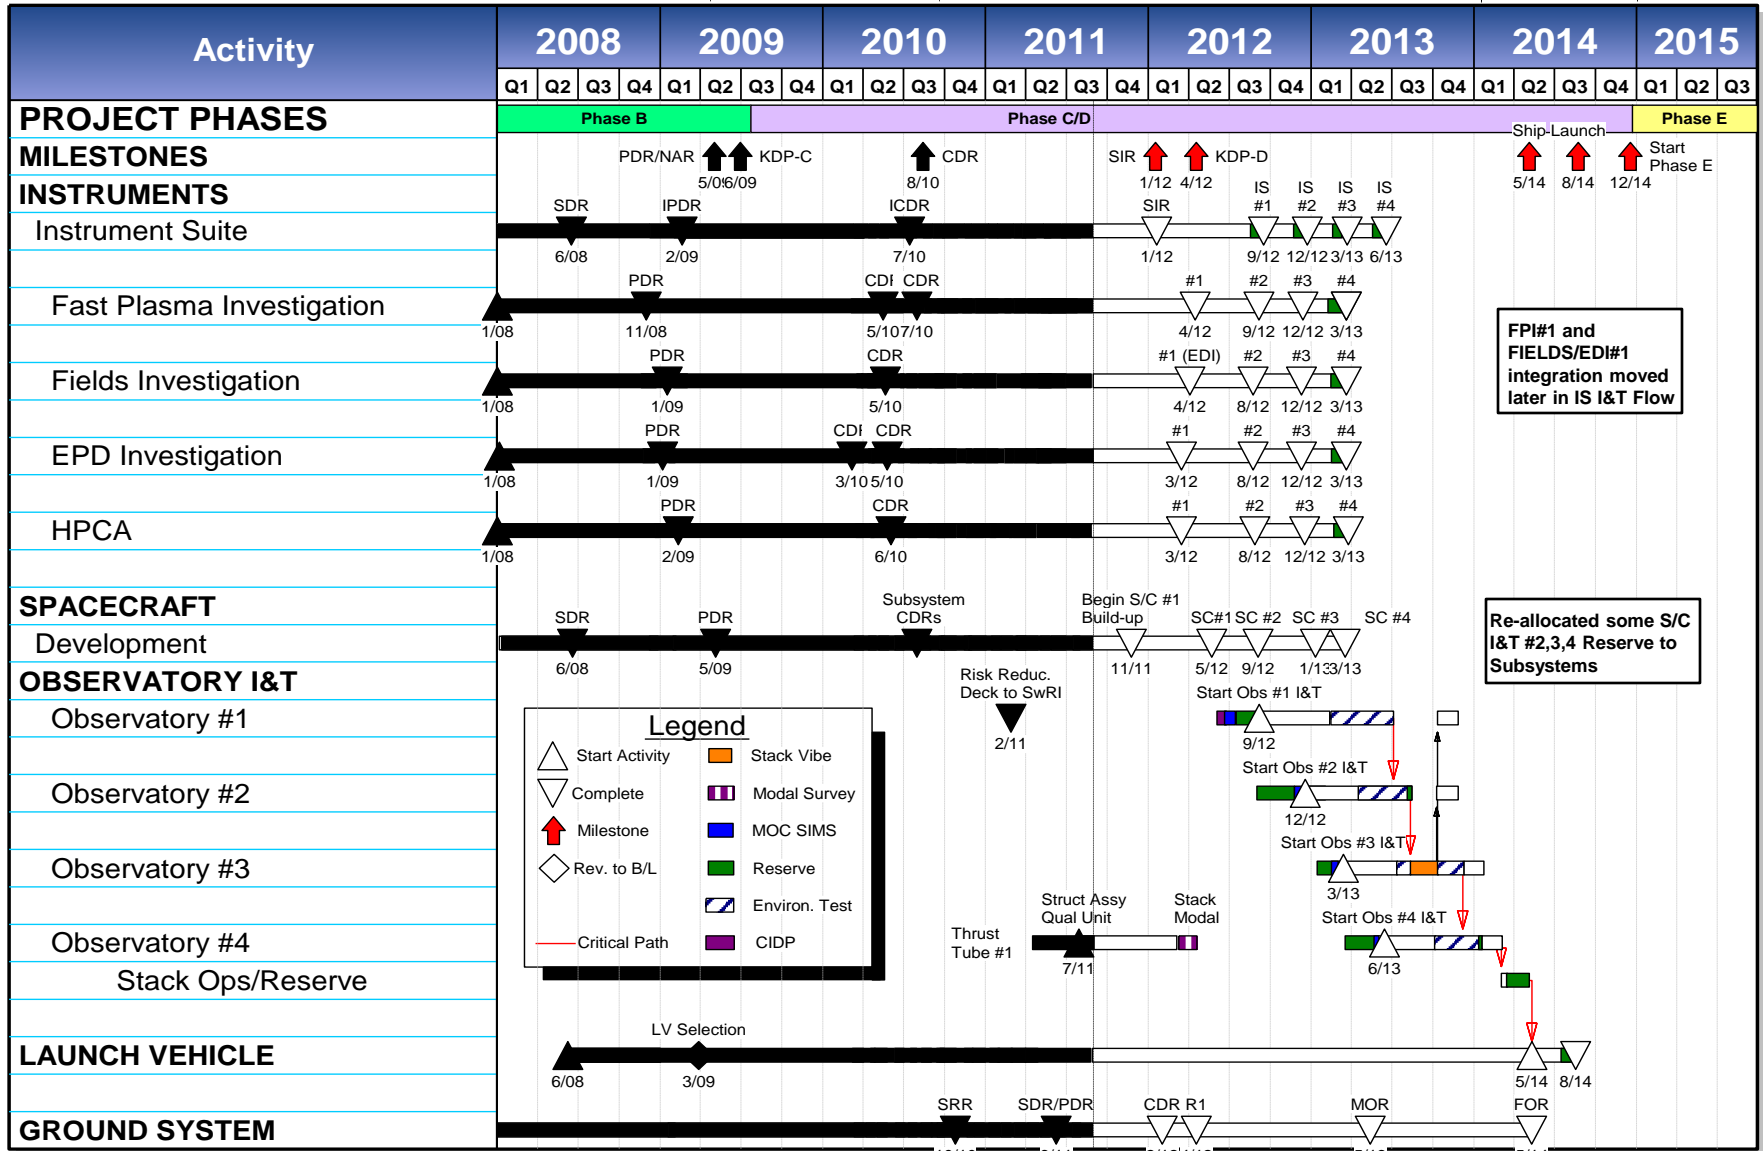 Activity 2008 2009 2010 2011 2012 2013 2014 2015
Q1 Q2 Q3 Q4 Q1 Q2 Q3 Q4 Q1 Q2 Q3 Q4 Q1 Q2 Q3 Q4 Q1 Q2 Q3 Q4 Q1 Q2 Q3 Q4 Q1 Q2 Q3 Q4 Q1 Q2 Q3
PROJECT PHASES Phase B Phase C/D Phase E
Ship Launch
MILESTONES PDR/NAR KDP-C CDR SIR KDP-D Start
Phase E
5/09 6/09 8/10 1/12 4/12 5/14 8/14 12/14
INSTRUMENTS IS IS IS IS
SDR IPDR ICDR SIR #1 #2 #3 #4
Instrument Suite
6/08 2/09 7/10 1/12 9/12 12/12 3/13 6/13
PDR CDR #1 #2 #3 #4
Fast Plasma Investigation
1/08 11/08 5/10 7/10 4/12 9/12 12/12 3/13
FPI#1 and
FIELDS/EDI#1
integration moved
later in IS I&T Flow
PDR CDR #1 (EDI) #2 #3 #4
Fields Investigation
1/08 1/09 5/10 4/12 8/12 12/12 3/13
PDR CDR #1 #2 #3 #4
EPD Investigation
1/08 1/09 3/10 5/10 3/12 8/12 12/12 3/13
PDR CDR #1 #2 #3 #4
HPCA
1/08 2/09 6/10 3/12 8/12 12/12 3/13
SPACECRAFT
SDR PDR Subsystem
CDRs
Begin S/C #1
Build-up
SC#1 SC #2 SC #3 SC #4
Development
6/08 5/09 11/11 5/12 9/12 1/13 3/13
Re-allocated some S/C
I&T #2,3,4 Reserve to
Subsystems
OBSERVATORY I&T
Risk Reduc.
Deck to SwRI
2/11
Start Obs #1 I&T
Observatory #1
9/12
Start Obs #2 I&T
Observatory #2
12/12
Start Obs #3 I&T
Observatory #3
3/13
Struct Assy
Qual Unit
Stack
Modal
Start Obs #4 I&T
Observatory #4
Thrust
Tube #1
7/11 6/13
Stack Ops/Reserve
Legend
Start Activity Stack Vibe
Complete Modal Survey
Milestone MOC SIMS
Rev. to B/L Reserve
Environ. Test
Critical Path CIDP
LV Selection
LAUNCH VEHICLE
6/08 3/09 5/14 8/14
SRR SDR/PDR CDR R1 MOR FOR
GROUND SYSTEM